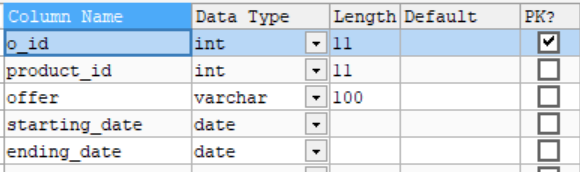 Column Name Data Type Length Default PK?
o_id int 11
product_id int 11
offer varchar 100
starting_date date
ending_date date